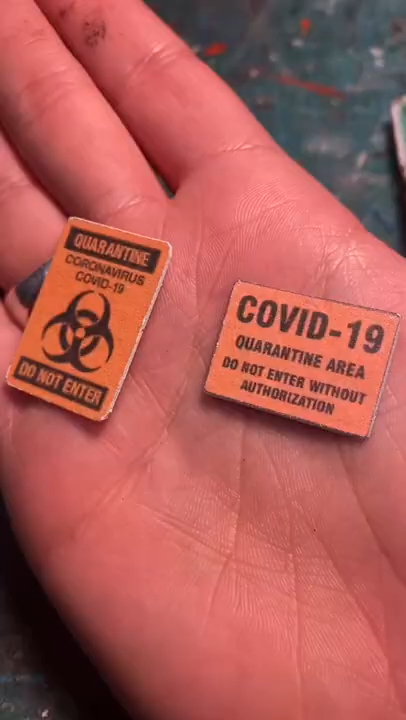 QUARANTINE
CORONAVIRUS
COVID-19
DO NOT ENTER
COVID-19
QUARANTINE AREA
DO NOT ENTER WITHOUT
AUTHORIZATION